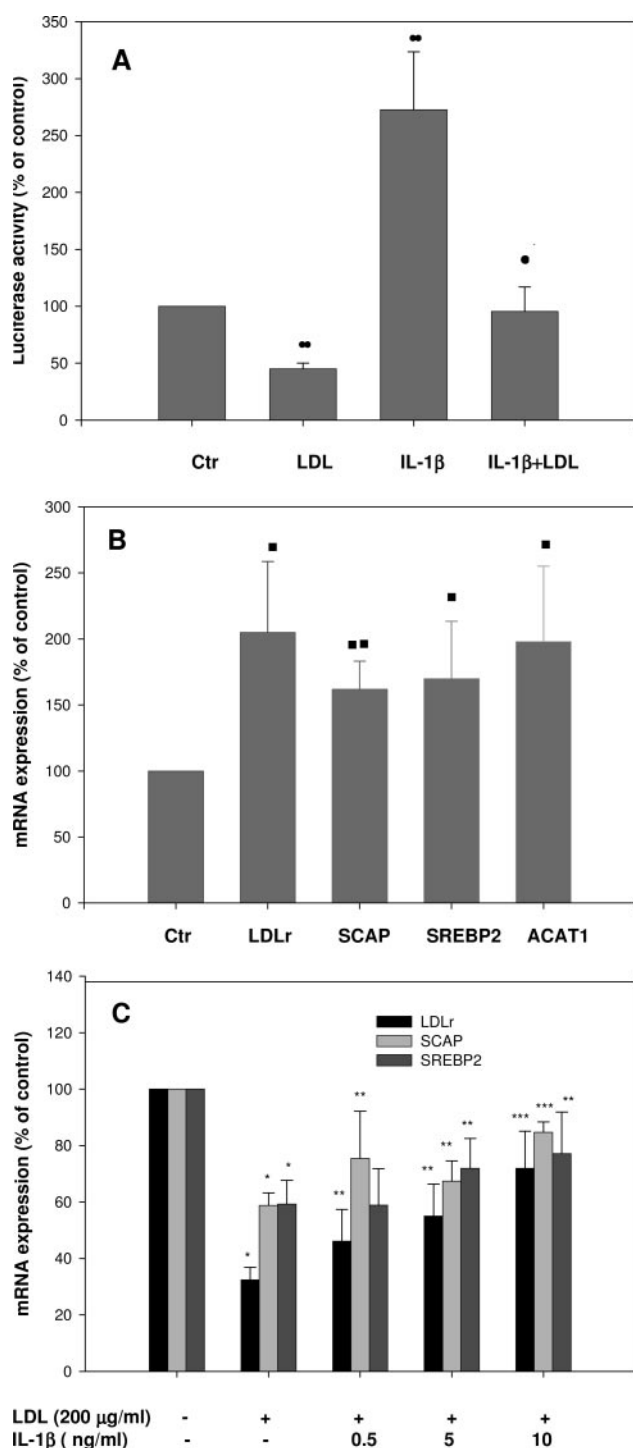 A
Luciferase activity (% of control)
350
300
250
200
150
100
50
0
••
••
•
Ctr LDL IL-1β IL-1β+LDL
B
mRNA expression (% of control)
300
250
200
150
100
50
0
Ctr LDLr SCAP SREBP2 ACAT1
C
mRNA expression (% of control)
140
120
100
80
60
40
20
0
LDLr
SCAP
SREBP2
* * *
** **
** ** **
*** *** **
LDL (200 µg/ml) - + + + +
IL-1β ( ng/ml) - - 0.5 5 10